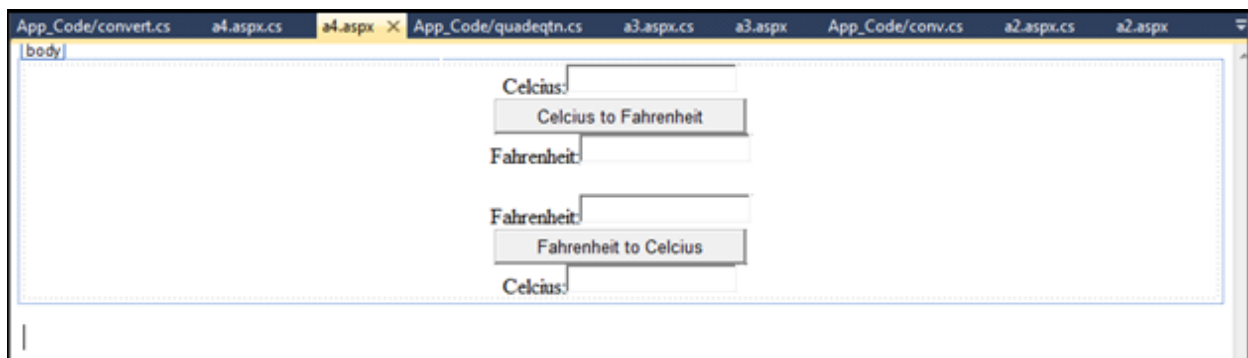 App_Code/convert.cs a4.aspx.cs a4.aspx App_Code/quadeqtn.cs a3.aspx.cs a3.aspx App_Code/conv.cs a2.aspx.cs a2.aspx
body
Celcius:
Celcius to Fahrenheit
Fahrenheit:
Fahrenheit:
Fahrenheit to Celcius
Celcius: